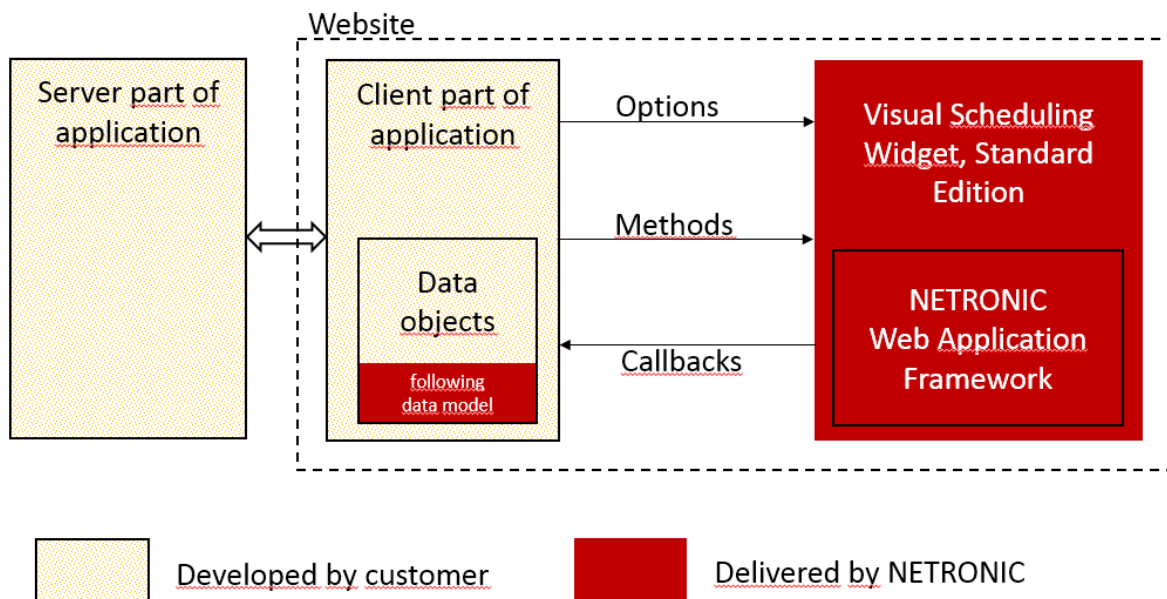 Website
Server part of
application
Client part of
application
Options
Methods
Callbacks
Data
objects
following
data model
Visual Scheduling
Widget, Standard
Edition
NETRONIC
Web Application
Framework
Developed by customer
Delivered by NETRONIC